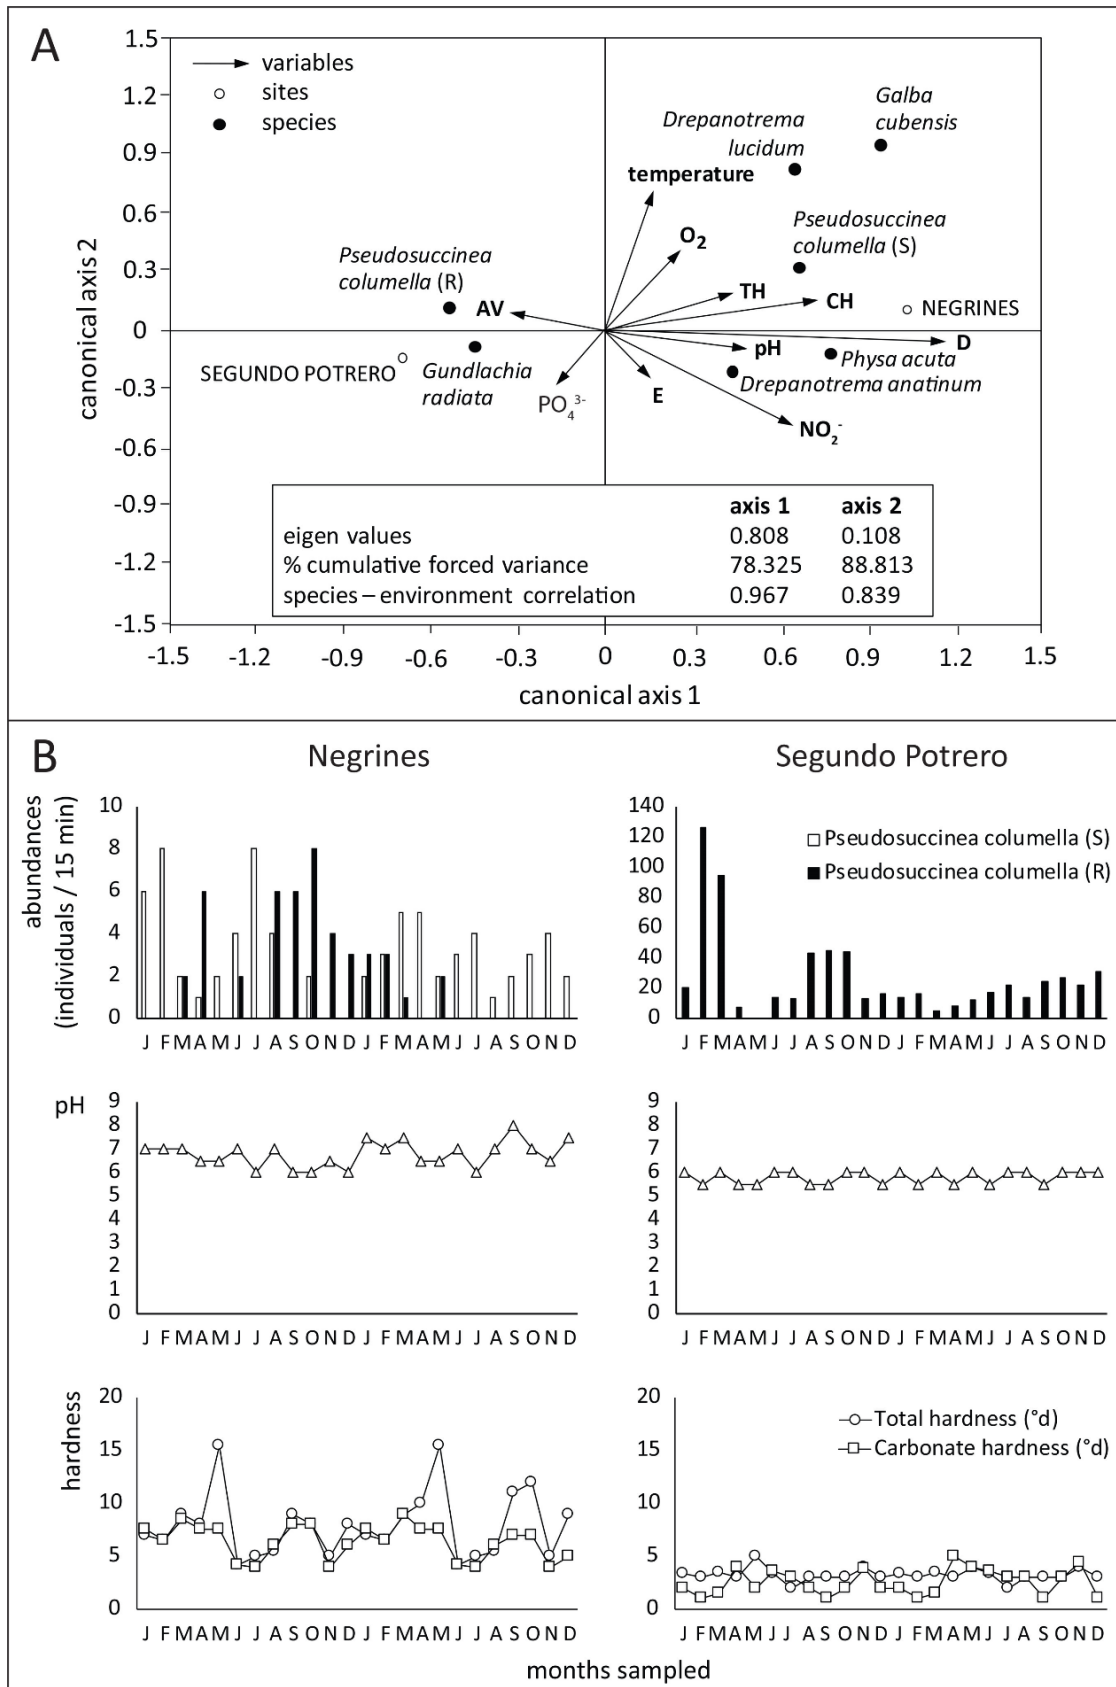 A
variables
sites
species
1.5
1.2
0.9
0.6
0.3
0
-0.3
-0.6
-0.9
-1.2
-1.5
canonical axis 2
Galba
cubensis
Drepanotrema
lucidum
temperature
O2
Pseudosuccinea
columella (S)
Pseudosuccinea
columella (R)
AV
TH
CH
NEGRINES
D
pH
Physa acuta
Drepanotrema anatinum
SEGUNDO POTRERO
Gundlachia
radiata
PO4 3-
E
NO2 -
axis 1 axis 2
eigen values 0.808 0.108
% cumulative forced variance 78.325 88.813
species – environment correlation 0.967 0.839
-1.5 -1.2 -0.9 -0.6 -0.3 0 0.3 0.6 0.9 1.2 1.5
canonical axis 1
B
Negrines
Segundo Potrero
abundances
(individuals / 15 min)
10
8
6
4
2
0
J F M A M J J A S O N D J F M A M J J A S O N D
140
120
100
80
60
40
20
0
Pseudosuccinea columella (S)
Pseudosuccinea columella (R)
J F M A M J J A S O N D J F M A M J J A S O N D
pH
9
8
7
6
5
4
3
2
1
0
J F M A M J J A S O N D J F M A M J J A S O N D
9
8
7
6
5
4
3
2
1
0
J F M A M J J A S O N D J F M A M J J A S O N D
hardness
20
15
10
5
0
J F M A M J J A S O N D J F M A M J J A S O N D
20
15
10
5
0
Total hardness (°d)
Carbonate hardness (°d)
J F M A M J J A S O N D J F M A M J J A S O N D
months sampled